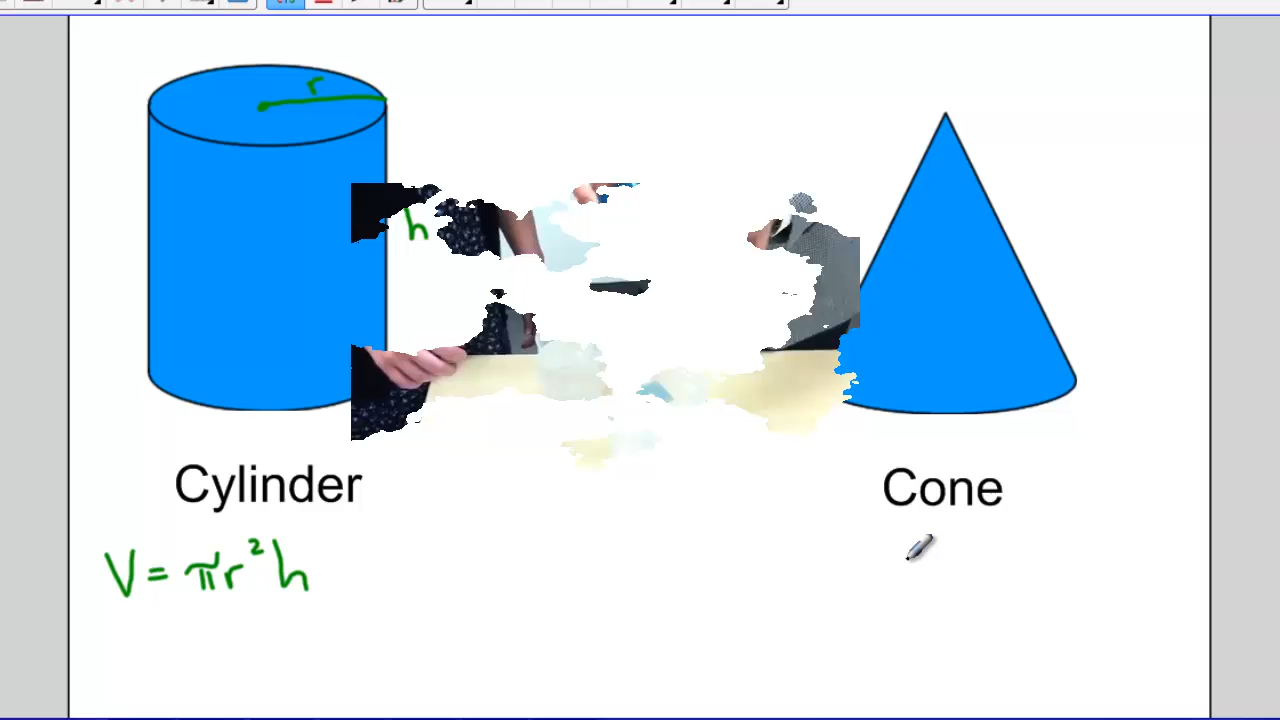 r
h
Cylinder
Cone
V = πr²h